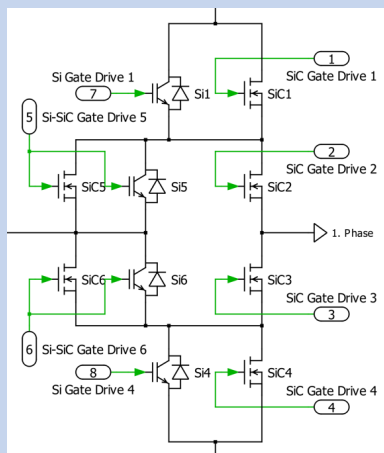 1
Si Gate Drive 1
SiC Gate Drive 1
7
Si1
SiC1
5
Si-SiC Gate Drive 5
2
SiC Gate Drive 2
SiC5
Si5
SiC2
1. Phase
SiC6
Si6
SiC3
SiC Gate Drive 3
3
6
Si-SiC Gate Drive 6
Si Gate Drive 4
8
Si4
SiC4
SiC Gate Drive 4
4